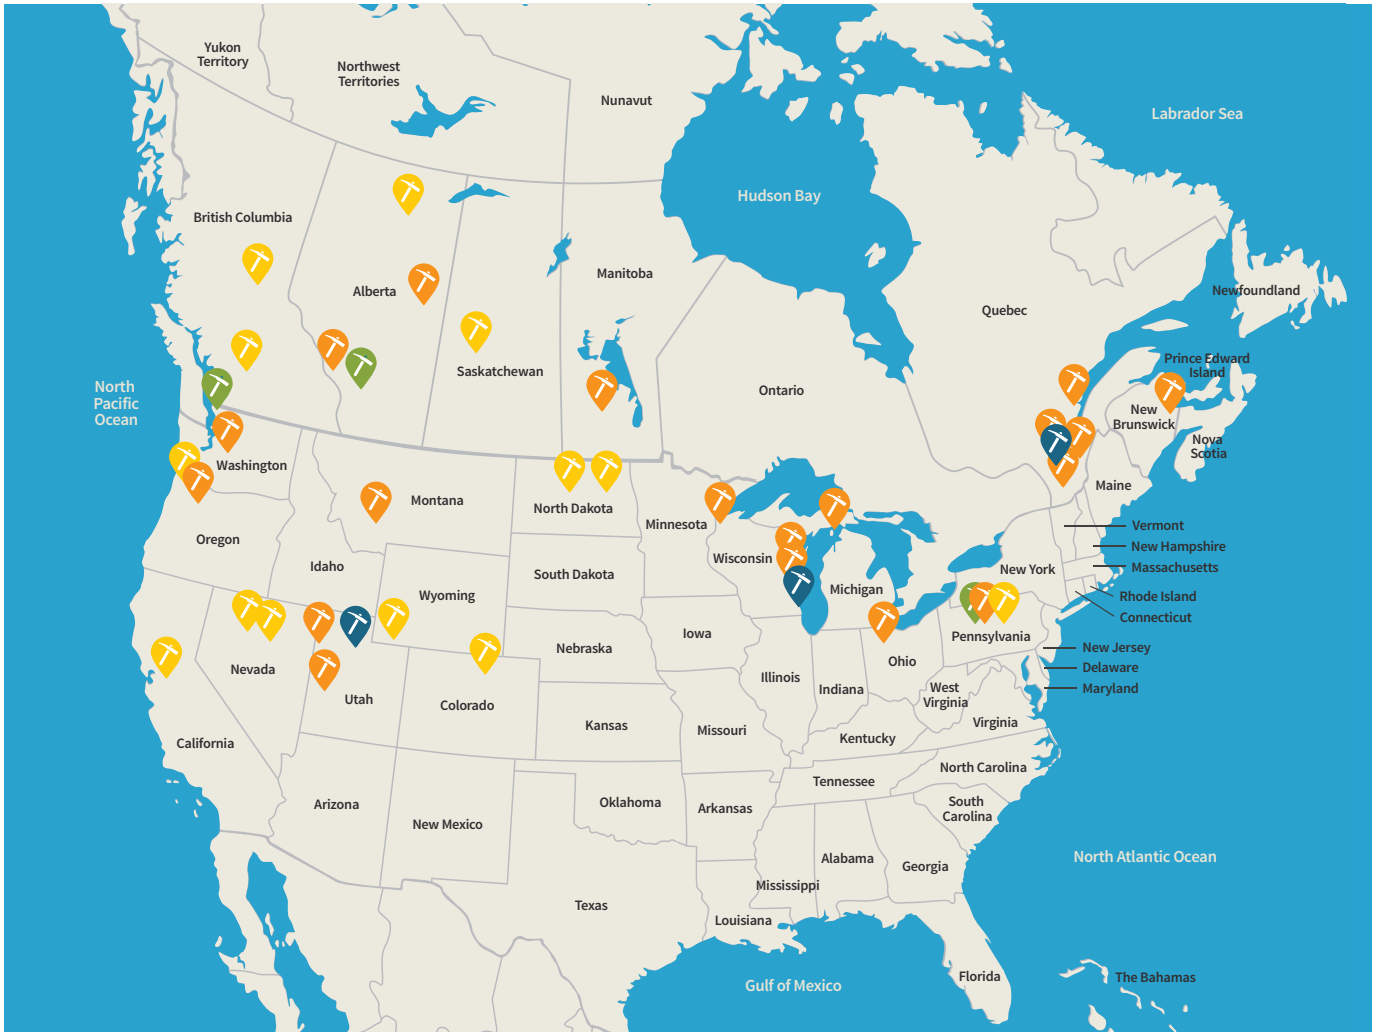 Yukon
Territory
Northwest
Territories
Nunavut
Labrador Sea
Hudson Bay
British Columbia
Alberta
Manitoba
Newfoundland
Quebec
Saskatchewan
Prince Edward
Island
Ontario
North
Pacific
Ocean
New
Brunswick
Nova
Scotia
Washington
Montana
North Dakota
Minnesota
Maine
Vermont
Oregon
Idaho
South Dakota
Wisconsin
Michigan
New York
New Hampshire
Massachusetts
Rhode Island
Connecticut
Wyoming
Iowa
Pennsylvania
Nebraska
New Jersey
Delaware
Maryland
Nevada
Utah
Colorado
Illinois
Indiana
Ohio
West
Virginia
Virginia
Kansas
Missouri
Kentucky
California
North Carolina
Tennessee
South
Carolina
Arizona
New Mexico
Oklahoma
Arkansas
Alabama
Georgia
North Atlantic Ocean
Mississippi
Texas
Louisiana
Florida
Gulf of Mexico
The Bahamas